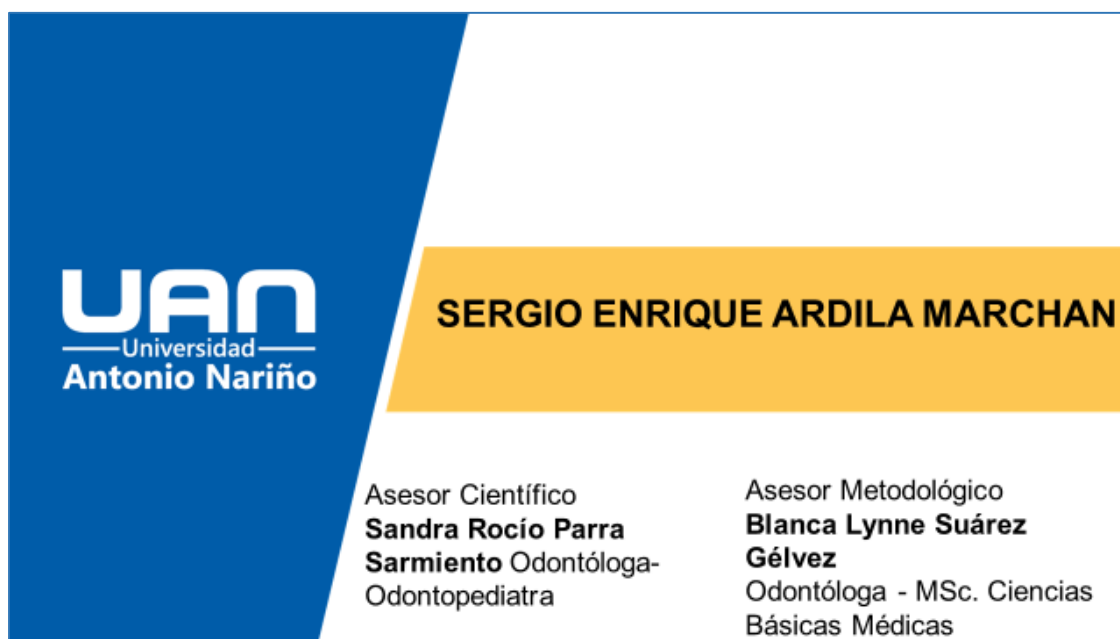 UAN
Universidad
Antonio Nariño
SERGIO ENRIQUE ARDILA MARCHAN
Asesor Científico
Sandra Rocío Parra
Sarmiento Odontóloga-
Odontopediatra
Asesor Metodológico
Blanca Lynne Suárez
Gélvez
Odontóloga - MSc. Ciencias
Básicas Médicas